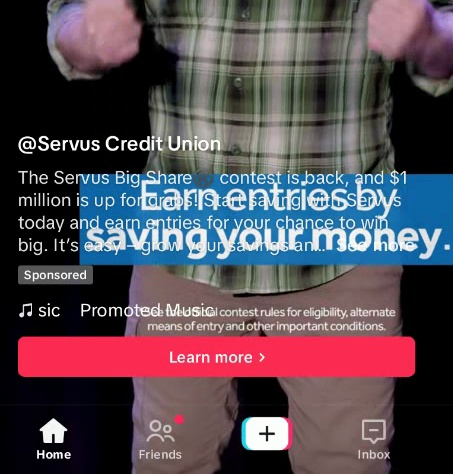 @Servus Credit Union
The Servus Big Share contest is back, and $1
million is up for grabs! Start saving with Servus
today and earn entries for your chance to win
big. It's easy—grow your savings an... See more
Earn entries by
saving your money.
Sponsored
♫ sic Promoted Music
See the official contest rules for eligibility, alternate
means of entry and other important conditions.
Learn more >
Home Friends Inbox